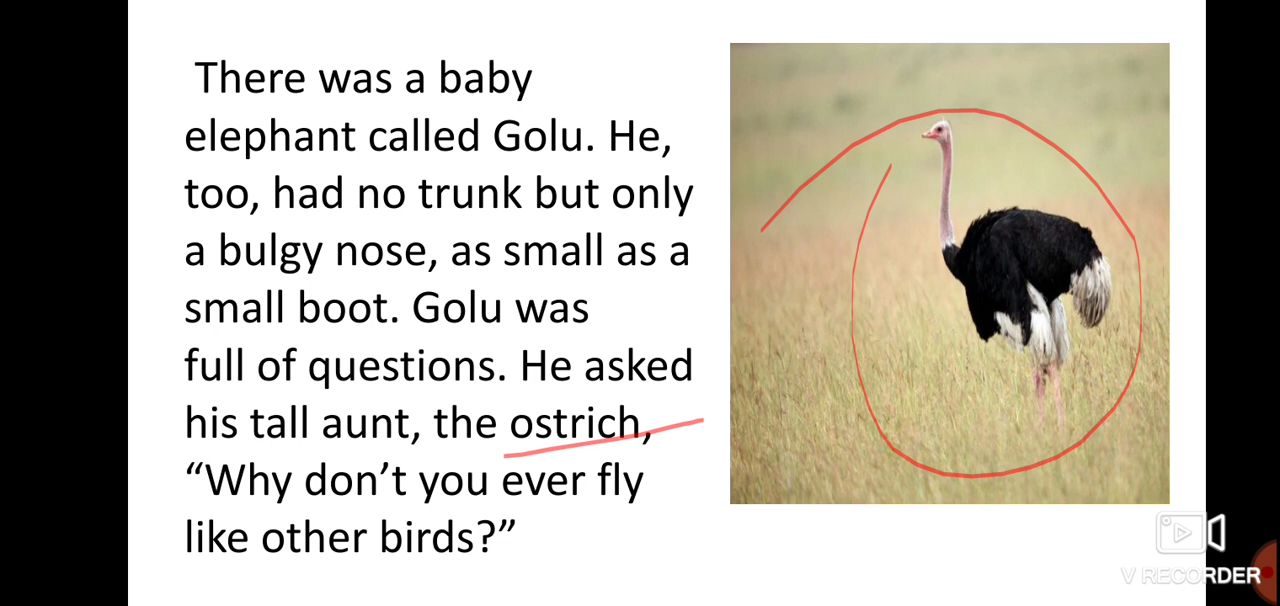 There was a baby
elephant called Golu. He,
too, had no trunk but only
a bulgy nose, as small as a
small boot. Golu was
full of questions. He asked
his tall aunt, the ostrich,
“Why don’t you ever fly
like other birds?”
V RECORDER